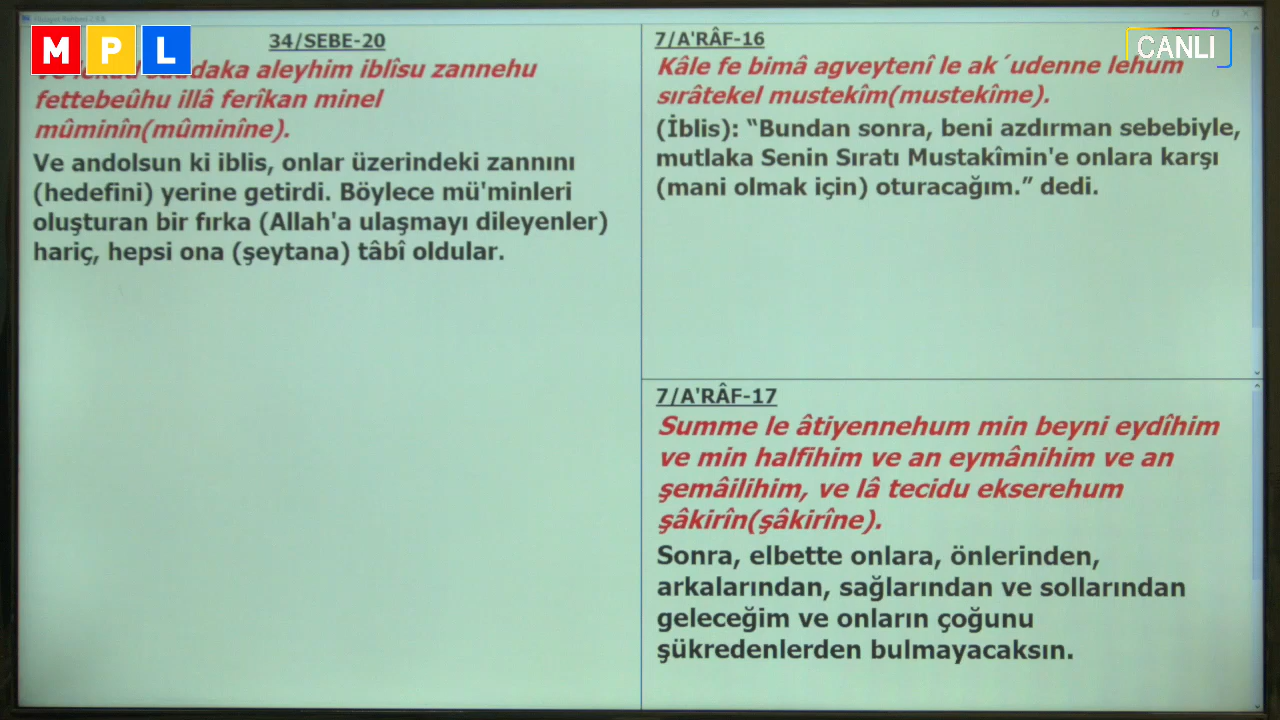 MPL
CANLI
34/SEBE-20
aleyhim iblîsu zannehu
fettebeûhu illâ ferîkan minel
mûminîn(mûminîne).
Ve andolsun ki iblis, onlar üzerindeki zannını
(hedefini) yerine getirdi. Böylece mü'minleri
oluşturan bir fırka (Allah'a ulaşmayı dileyenler)
hariç, hepsi ona (şeytana) tâbî oldular.
7/A'RÂF-16
Kâle fe bimâ agveytenî le ak´udenne lehum
sırâtekel mustekîm(mustekîme).
(İblis): “Bundan sonra, beni azdırman sebebiyle,
mutlaka Senin Sıratı Mustakîmin'e onlara karşı
(mani olmak için) oturacağım.” dedi.
7/A'RÂF-17
Summe le âtiyennehum min beyni eydîhim
ve min halfihim ve an eymânihim ve an
şemâilihim, ve lâ tecidu ekserehum
şâkirîn(şâkirîne).
Sonra, elbette onlara, önlerinden,
arkalarından, sağlarından ve sollarından
geleceğim ve onların çoğunu
şükredenlerden bulmayacaksın.